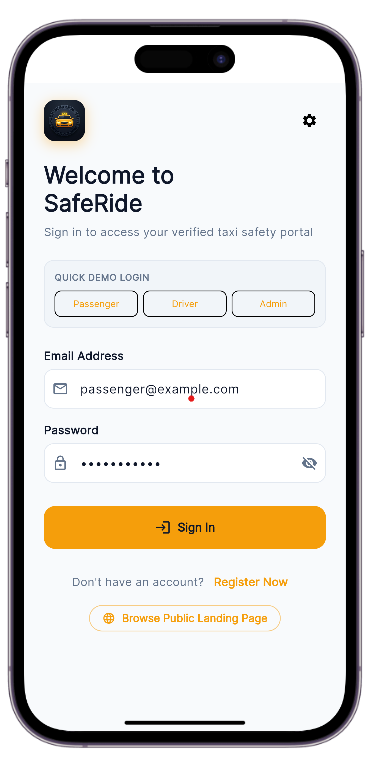 Welcome to
SafeRide
Sign in to access your verified taxi safety portal
QUICK DEMO LOGIN
Passenger Driver Admin
Email Address
passenger@example.com
Password
•••••••••••
Sign In
Don't have an account? Register Now
Browse Public Landing Page